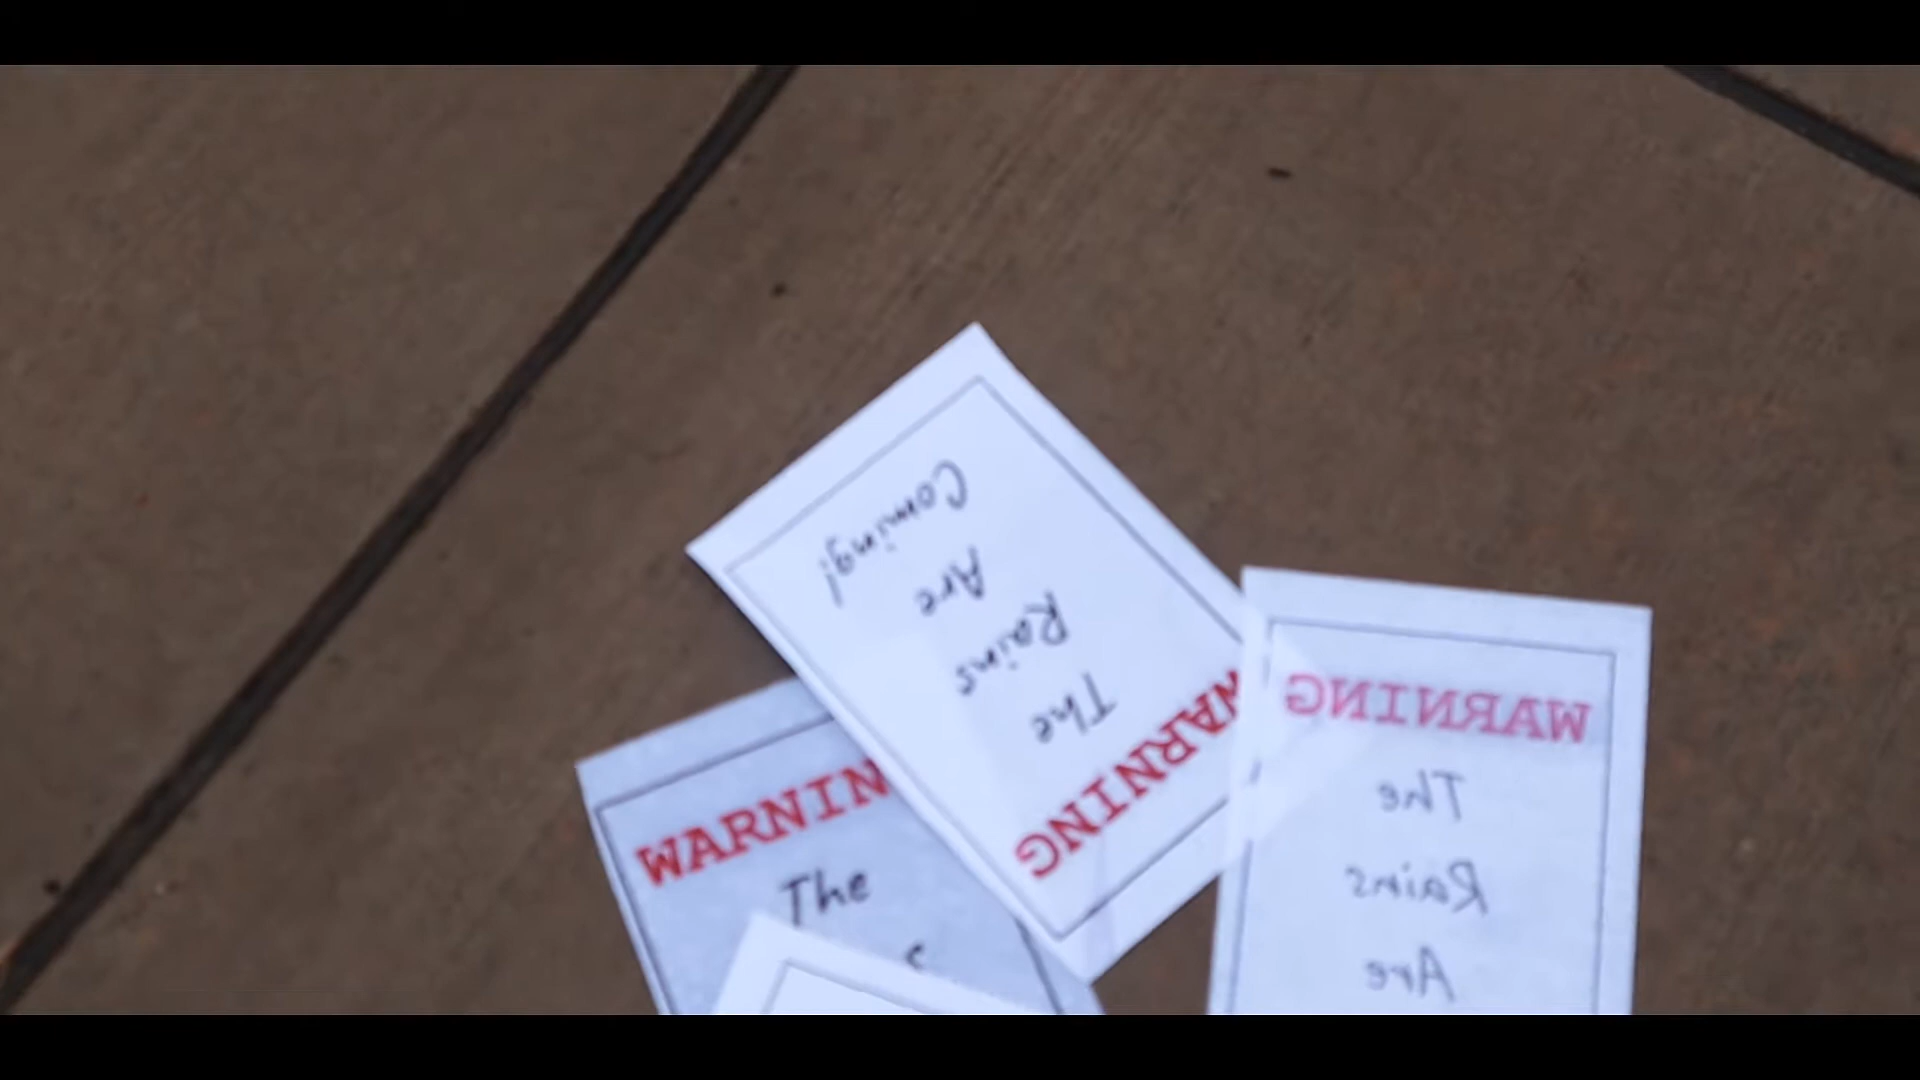 WARNING
The
Rains
Are
Coming!
WARNIN
The
s
WARNING
The
Rains
Are